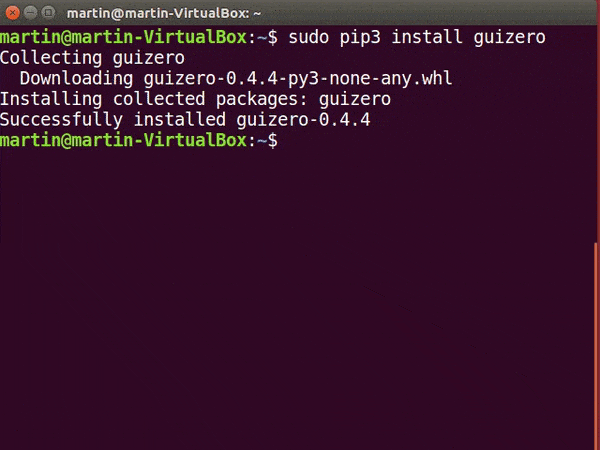 martin@martin-VirtualBox: ~
martin@martin-VirtualBox:~$ sudo pip3 install guizero
Collecting guizero
  Downloading guizero-0.4.4-py3-none-any.whl
Installing collected packages: guizero
Successfully installed guizero-0.4.4
martin@martin-VirtualBox:~$